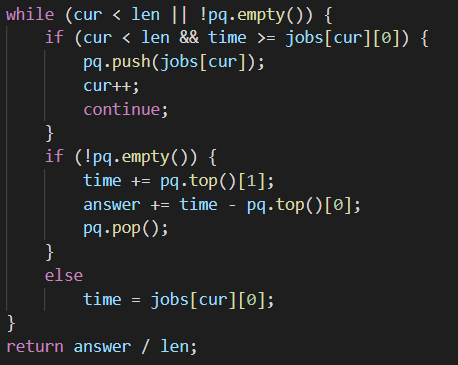 while (cur < len || !pq.empty()) {
    if (cur < len && time >= jobs[cur][0]) {
        pq.push(jobs[cur]);
        cur++;
        continue;
    }
    if (!pq.empty()) {
        time += pq.top()[1];
        answer += time - pq.top()[0];
        pq.pop();
    }
    else
        time = jobs[cur][0];
}
return answer / len;